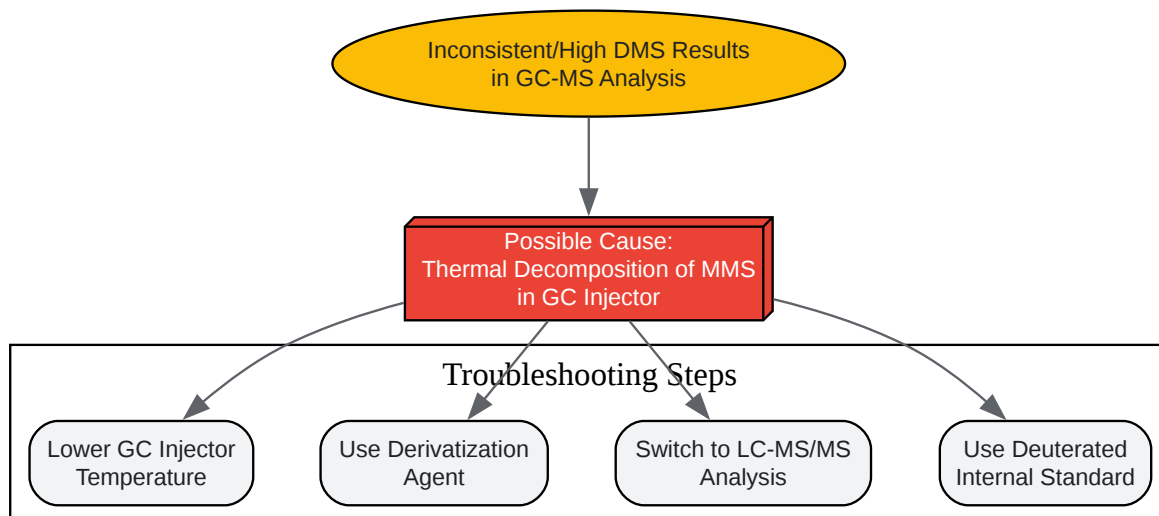 Inconsistent/High DMS Results
in GC-MS Analysis
Possible Cause:
Thermal Decomposition of MMS
in GC Injector
Troubleshooting Steps
Lower GC Injector
Temperature
Use Derivatization
Agent
Switch to LC-MS/MS
Analysis
Use Deuterated
Internal Standard